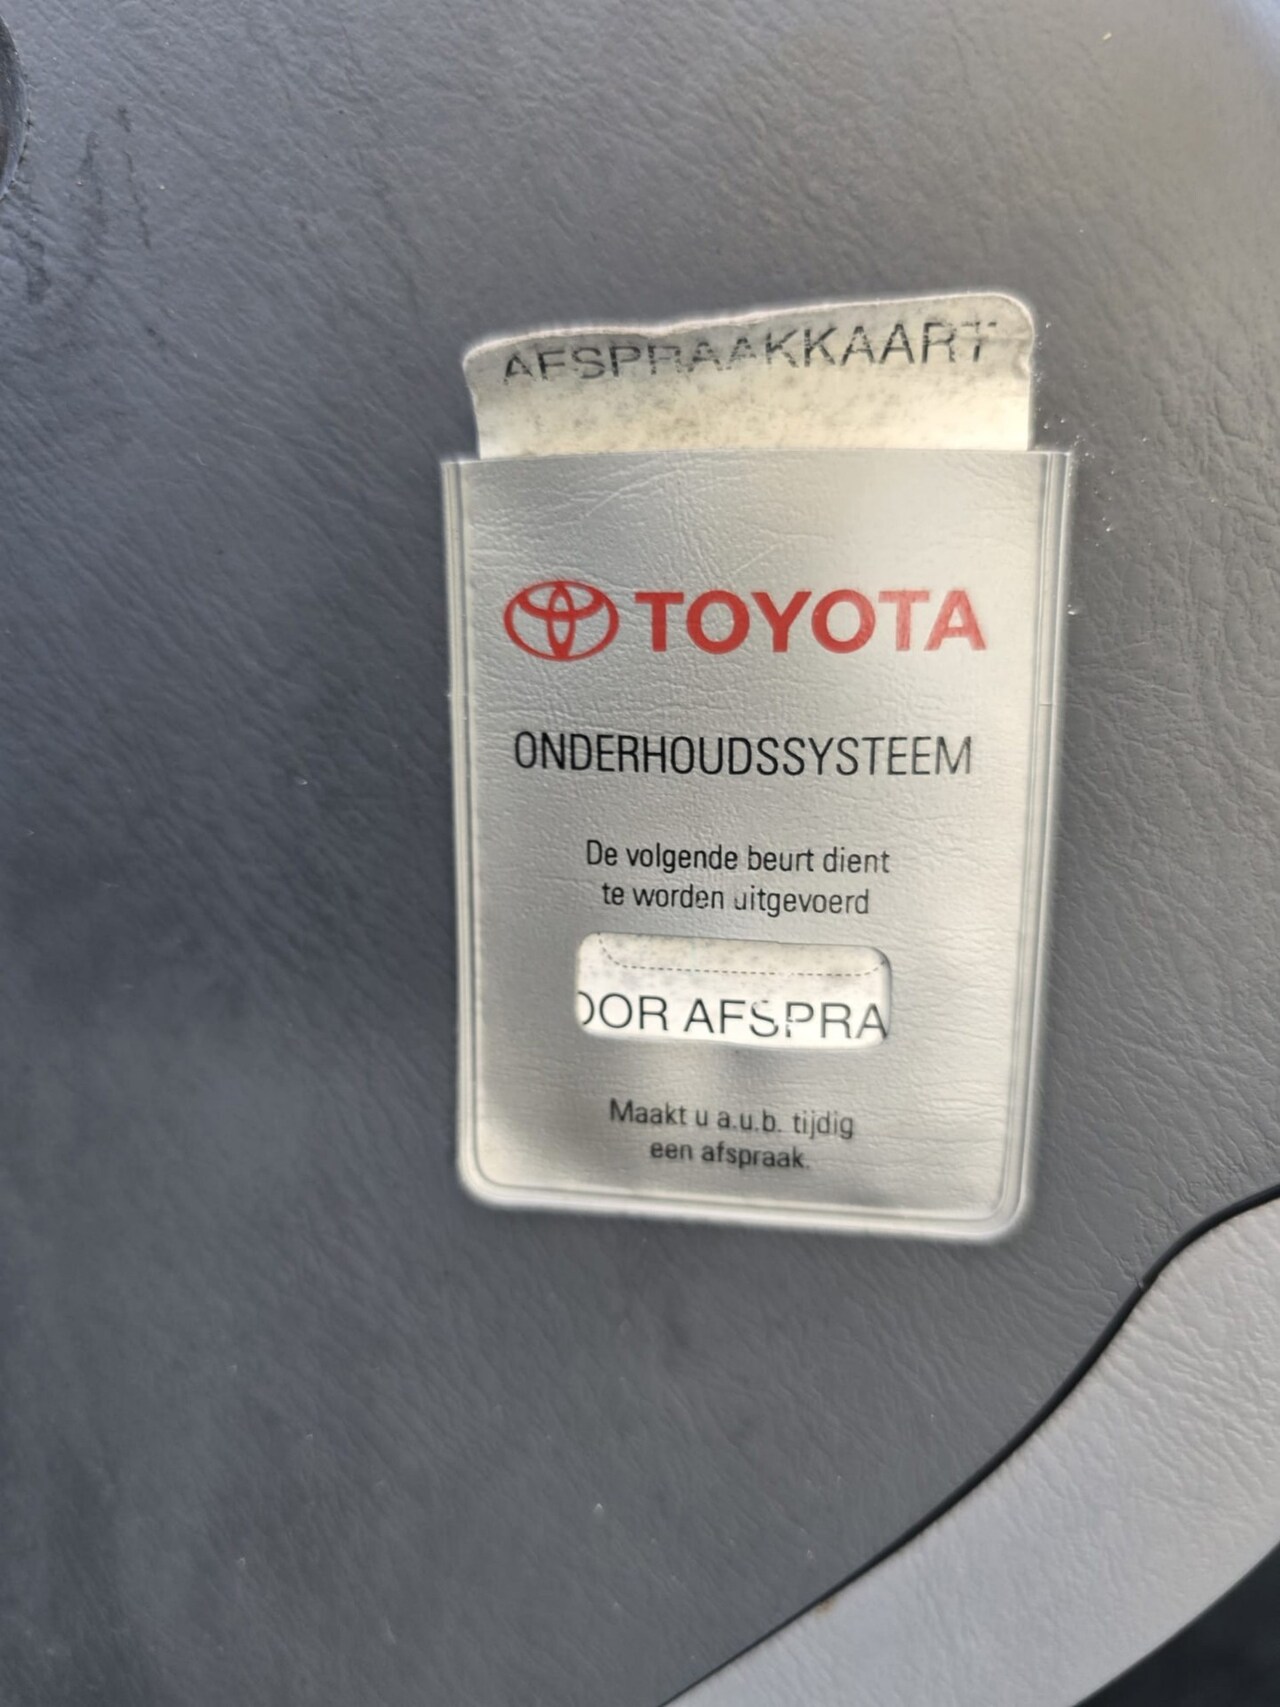 AFSPRAAKKAART
TOYOTA
ONDERHOUDSSYSTEEM
De volgende beurt dient
te worden uitgevoerd
OOR AFSPRA
Maakt u a.u.b. tijdig
een afspraak.